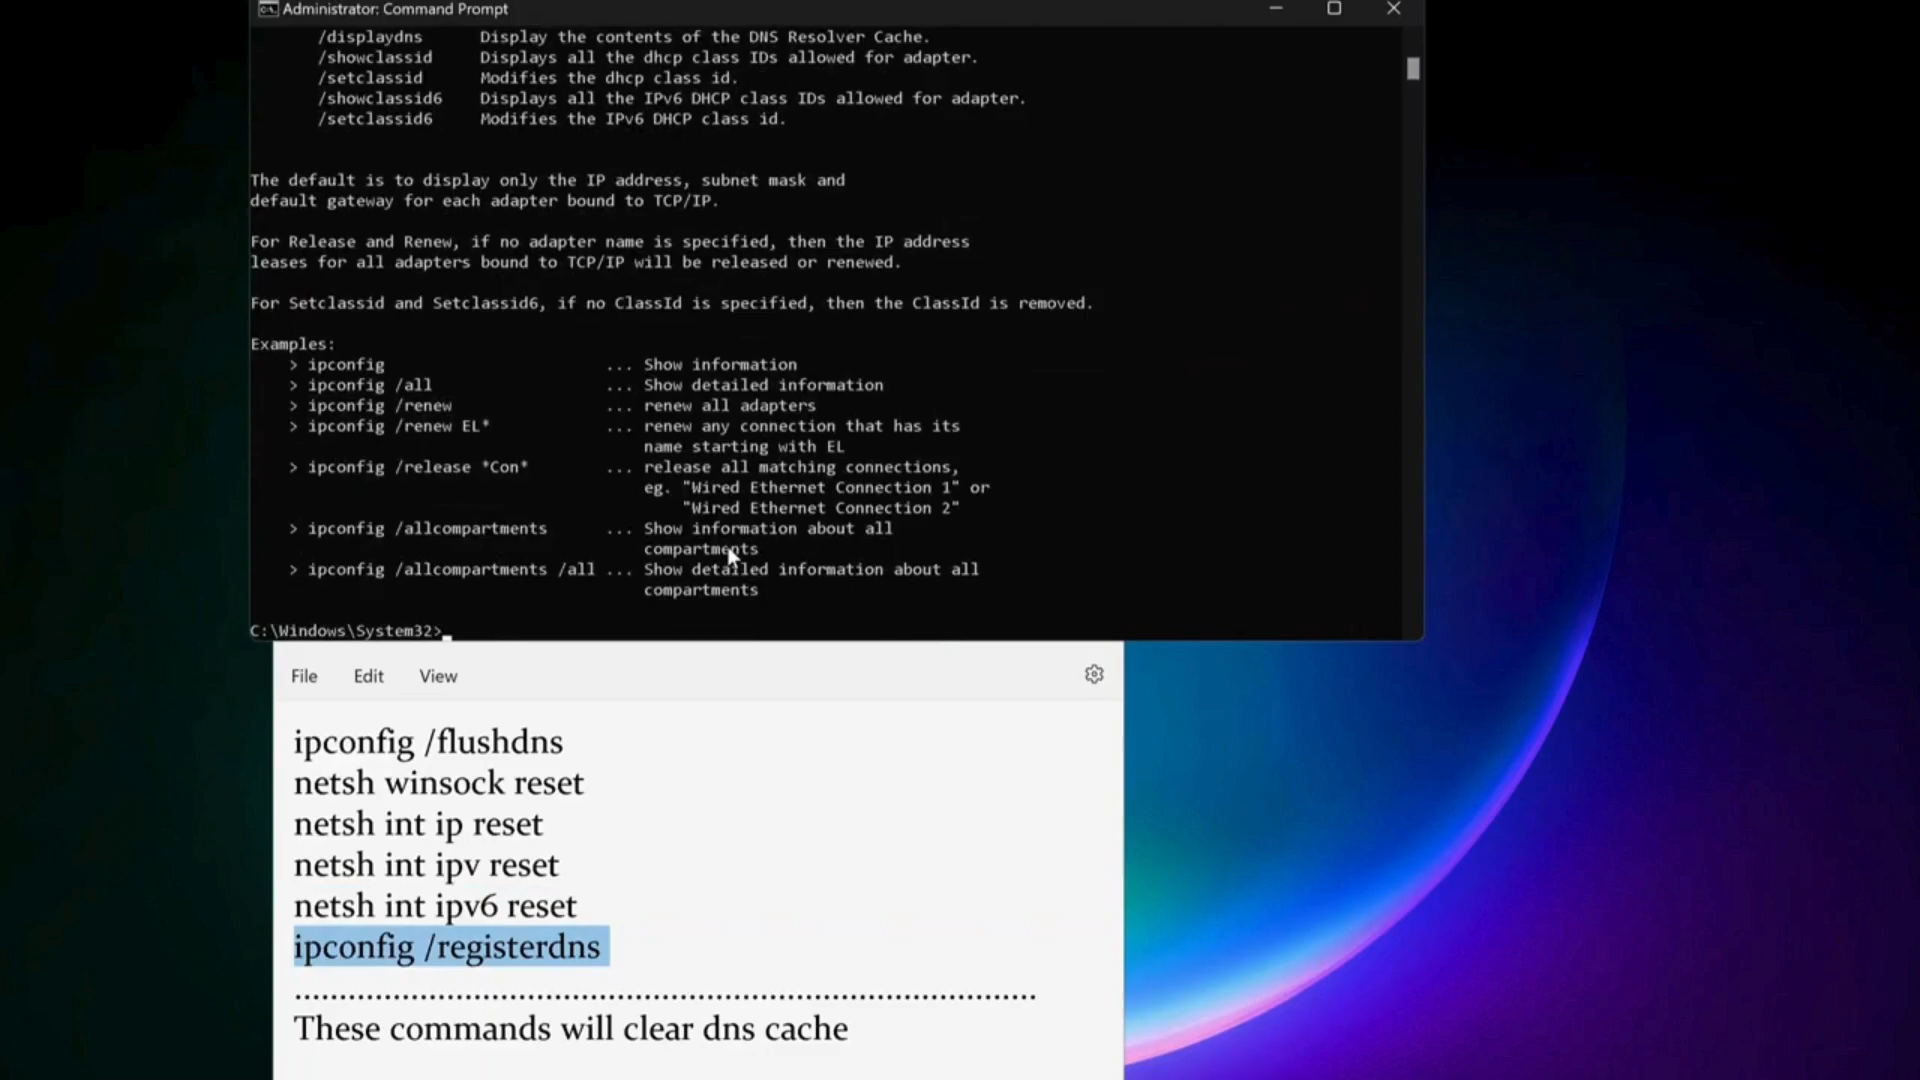 Administrator: Command Prompt
/displaydns Display the contents of the DNS Resolver Cache.
/showclassid Displays all the dhcp class IDs allowed for adapter.
/setclassid Modifies the dhcp class id.
/showclassid6 Displays all the IPv6 DHCP class IDs allowed for adapter.
/setclassid6 Modifies the IPv6 DHCP class id.
The default is to display only the IP address, subnet mask and
default gateway for each adapter bound to TCP/IP.
For Release and Renew, if no adapter name is specified, then the IP address
leases for all adapters bound to TCP/IP will be released or renewed.
For Setclassid and Setclassid6, if no ClassId is specified, then the ClassId is removed.
Examples:
> ipconfig ... Show information
> ipconfig /all ... Show detailed information
> ipconfig /renew ... renew all adapters
> ipconfig /renew EL* ... renew any connection that has its
name starting with EL
> ipconfig /release *Con* ... release all matching connections,
eg. "Wired Ethernet Connection 1" or
"Wired Ethernet Connection 2"
> ipconfig /allcompartments ... Show information about all
compartments
> ipconfig /allcompartments /all ... Show detailed information about all
compartments
C:\Windows\System32>
File Edit View
ipconfig /flushdns
netsh winsock reset
netsh int ip reset
netsh int ipv reset
netsh int ipv6 reset
ipconfig /registerdns
................................................................................
These commands will clear dns cache